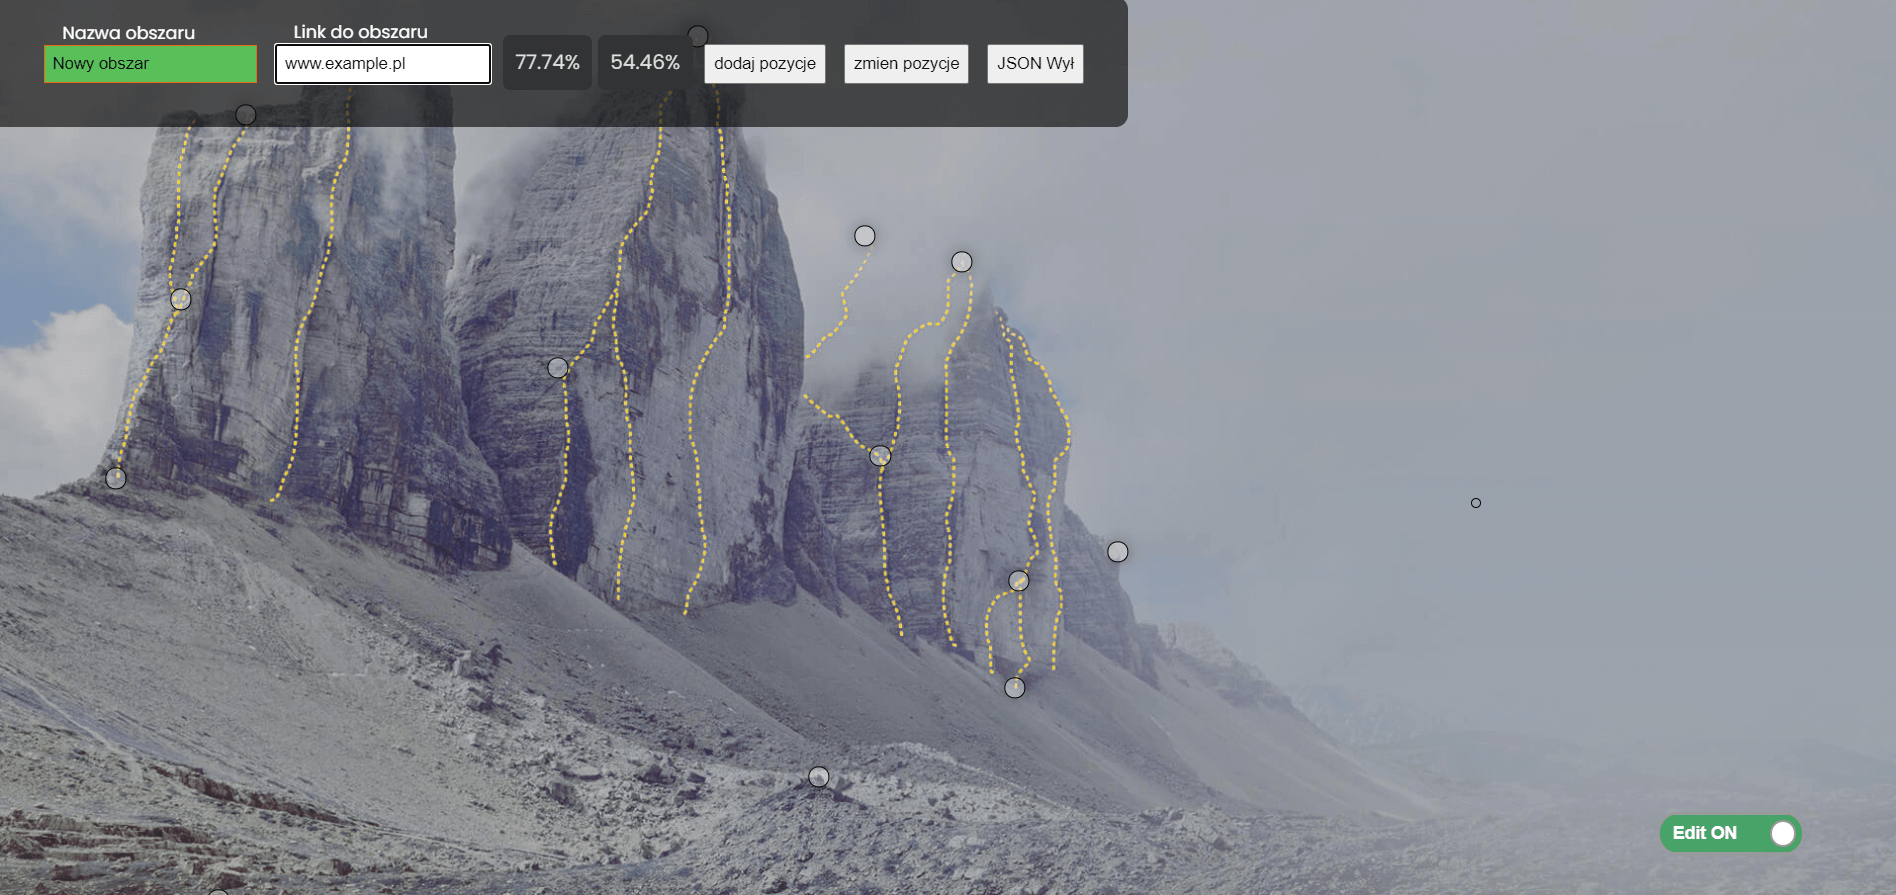 Nazwa obszaru
Link do obszaru
Nowy obszar
www.example.pl
77.74%
54.46%
dodaj pozycje
zmien pozycje
JSON Wył
Edit ON